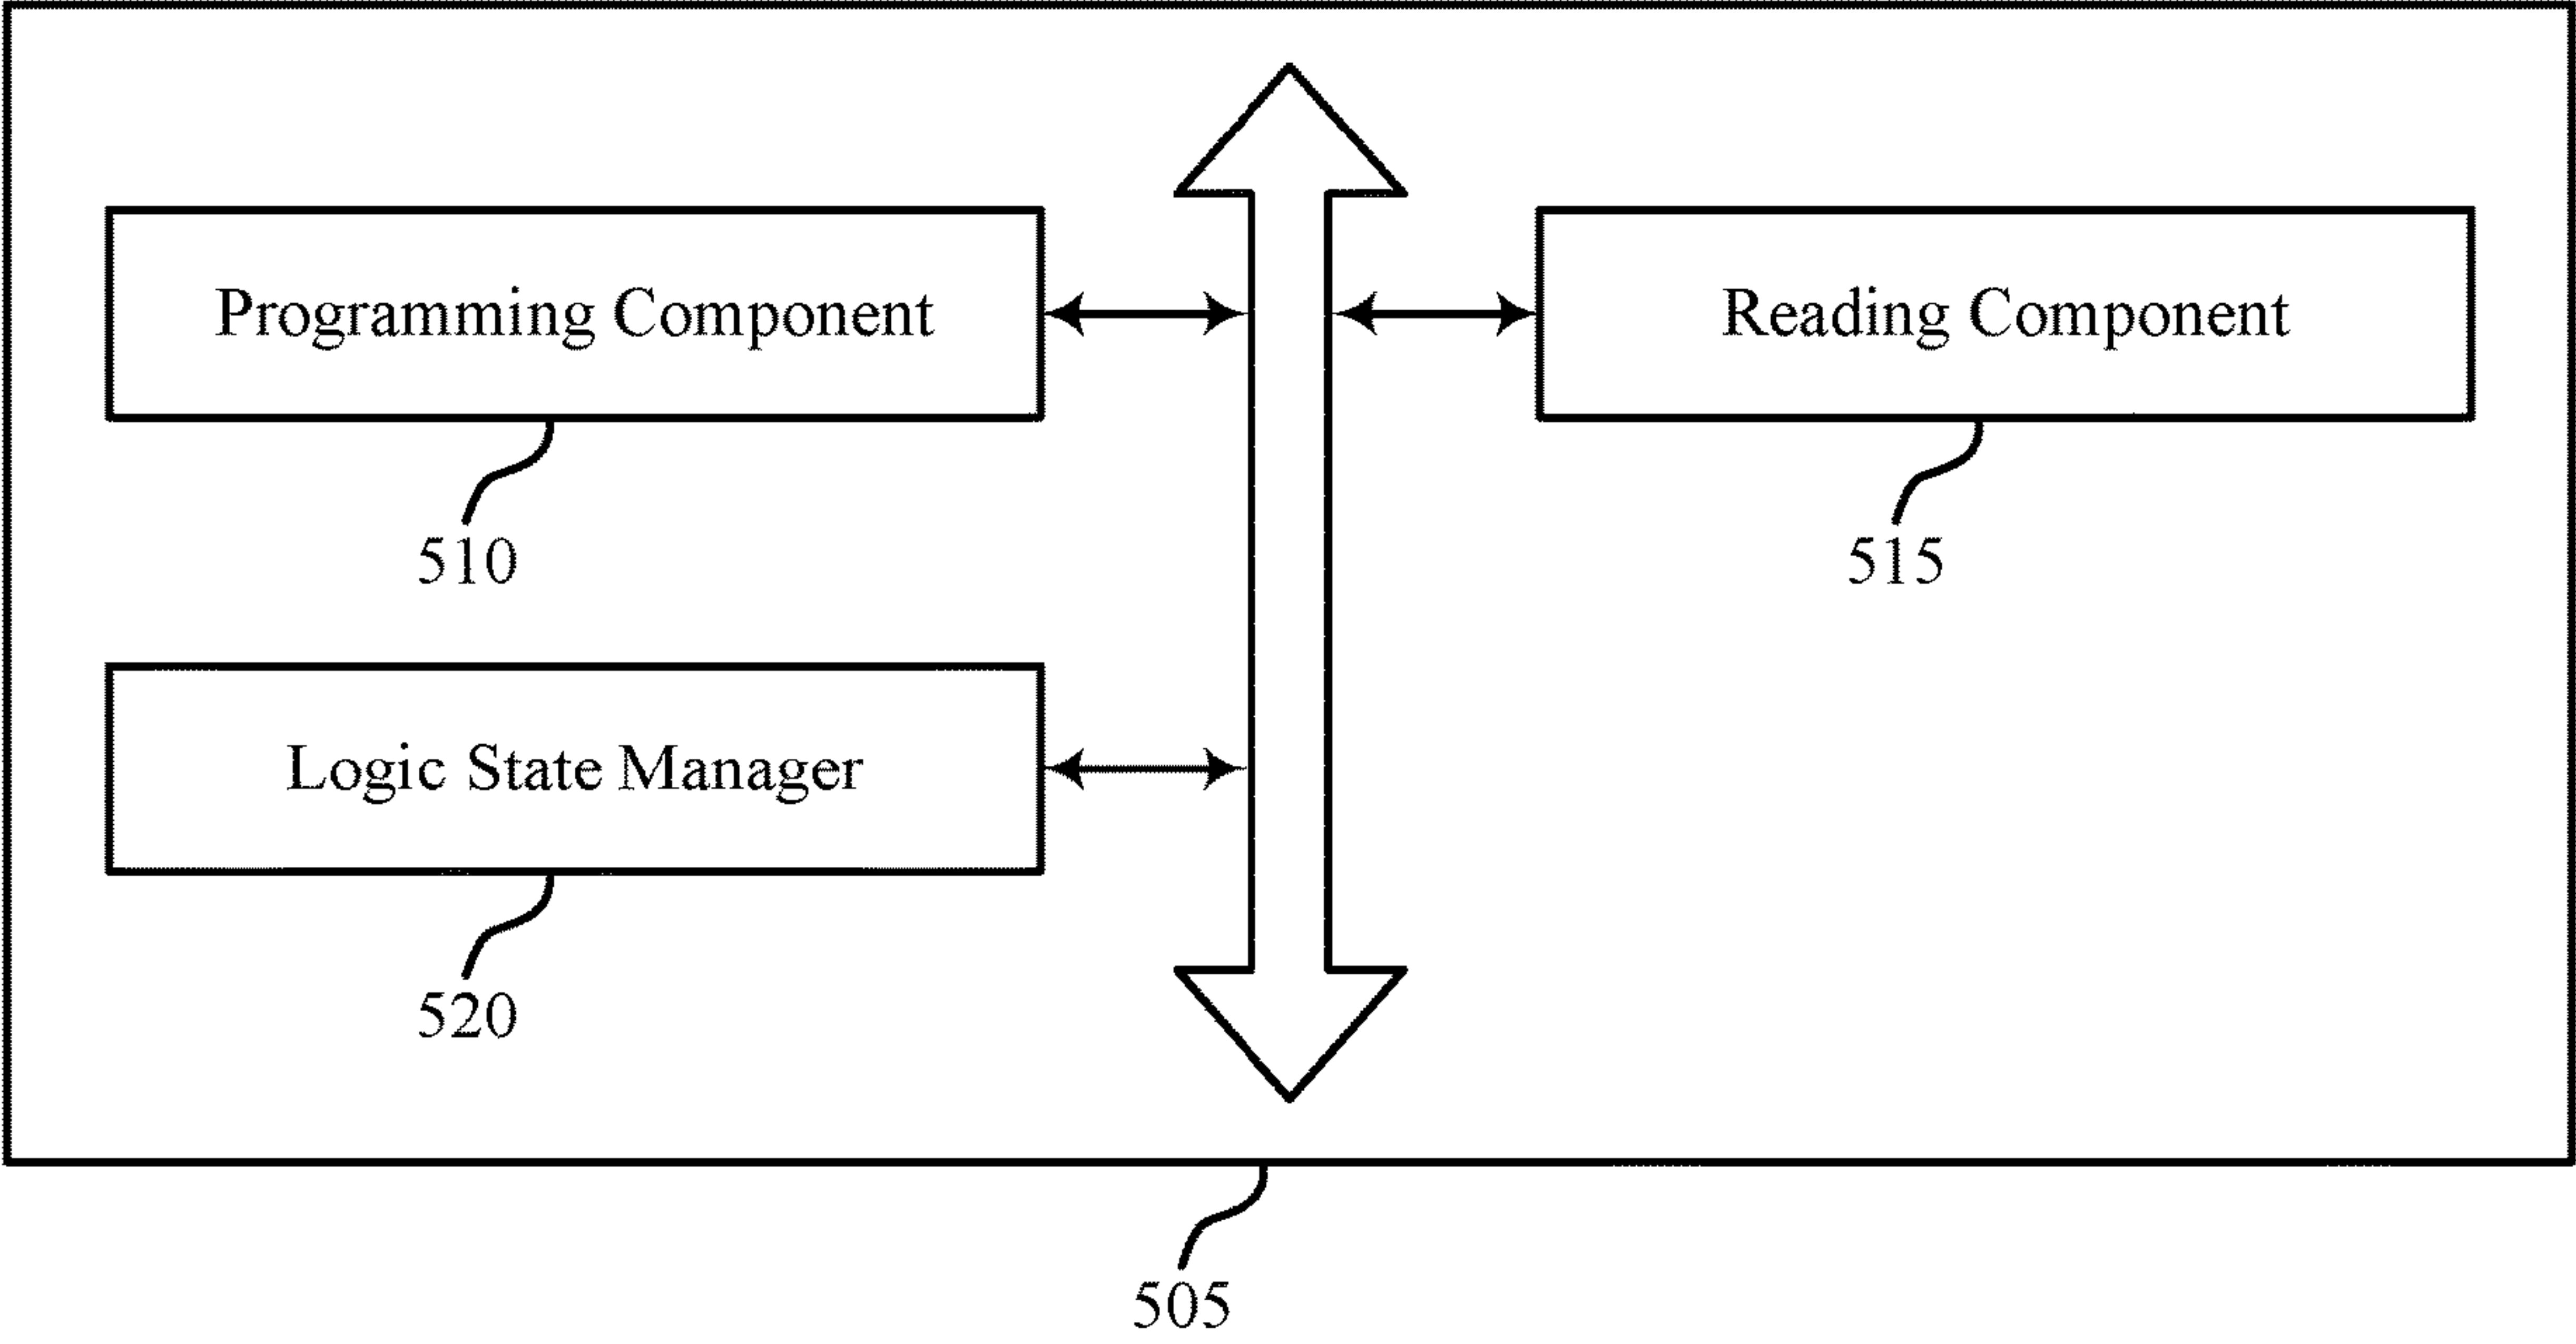 Programming Component
Reading Component
510
515
Logic State Manager
520
505